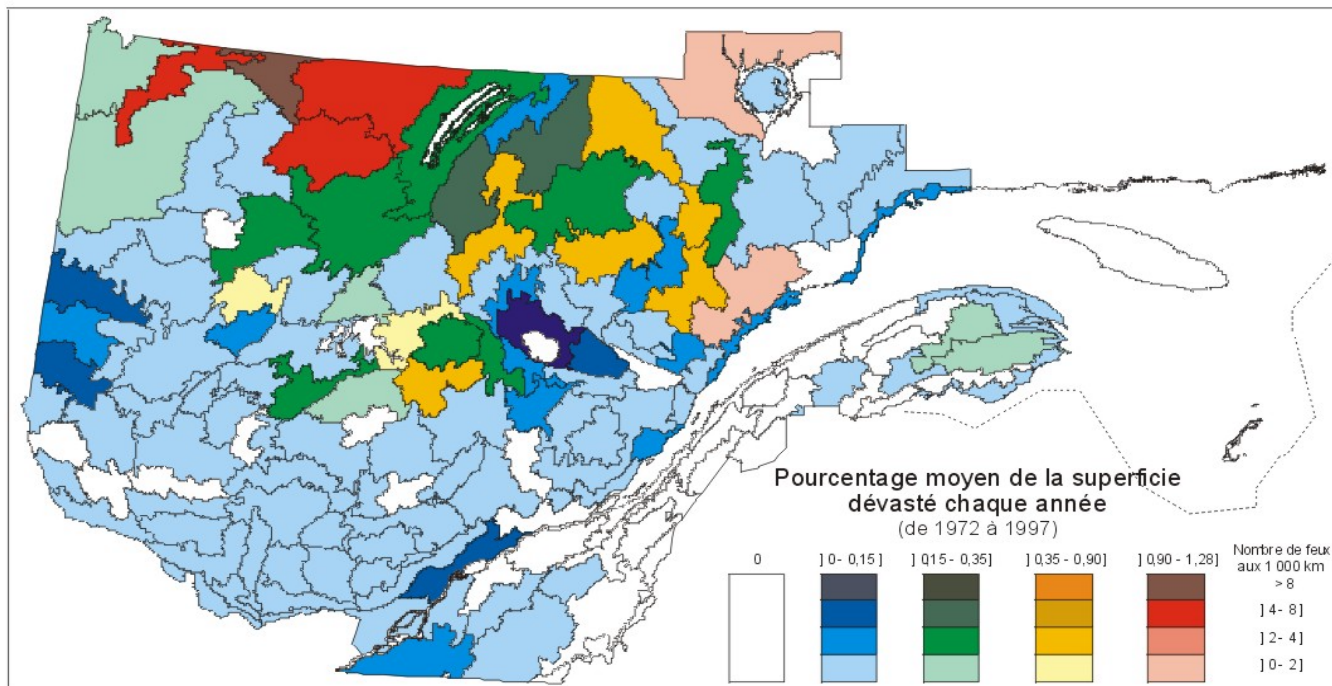 Pourcentage moyen de la superficie
dévasté chaque année
(de 1972 à 1997)
0
] 0 - 0,15 ]
] 0,15 - 0,35]
] 0,35 - 0,90]
] 0,90 - 1,28]
Nombre de feux
aux 1 000 km
> 8
] 4 - 8 ]
] 2 - 4 ]
] 0 - 2 ]